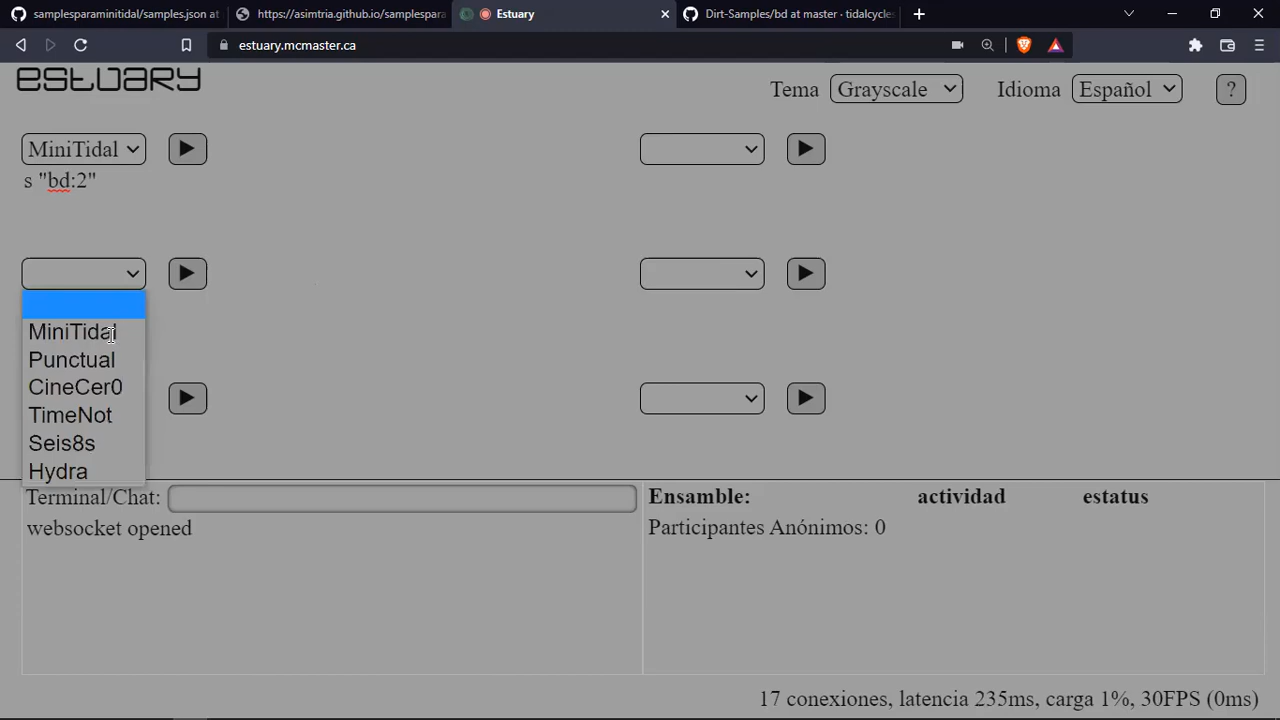 samplesparaminitidal/samples.json at
https://asimtria.github.io/samplespara
Estuary
Dirt-Samples/bd at master · tidalcycles
estuary.mcmaster.ca
ESTUARY
Tema Grayscale Idioma Español ?
MiniTidal
s "bd:2"
MiniTidal
Punctual
CineCer0
TimeNot
Seis8s
Hydra
Terminal/Chat:
websocket opened
Ensamble: actividad estatus
Participantes Anónimos: 0
17 conexiones, latencia 235ms, carga 1%, 30FPS (0ms)